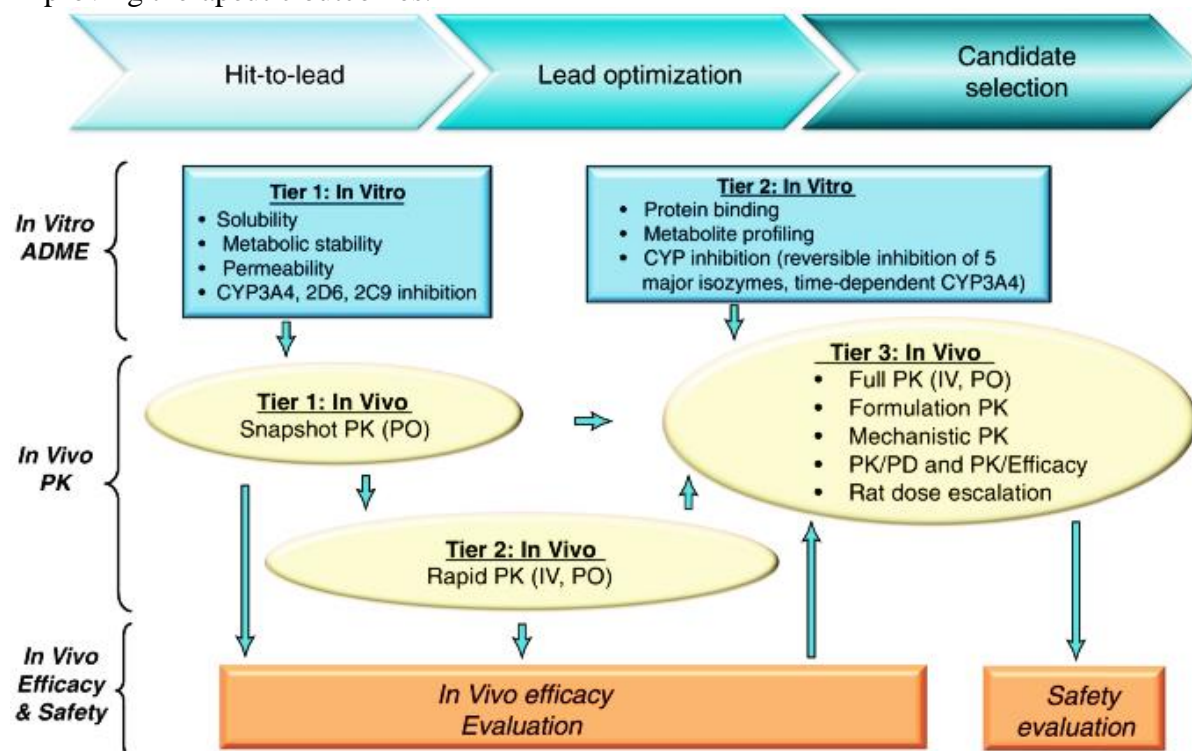 proving therapeutic outcomes.
Hit-to-lead
Lead optimization
Candidate
selection
In Vitro
ADME
Tier 1: In Vitro
• Solubility
• Metabolic stability
• Permeability
• CYP3A4, 2D6, 2C9 inhibition
Tier 2: In Vitro
• Protein binding
• Metabolite profiling
• CYP inhibition (reversible inhibition of 5
major isozymes, time-dependent CYP3A4)
In Vivo
PK
Tier 1: In Vivo
Snapshot PK (PO)
Tier 3: In Vivo
• Full PK (IV, PO)
• Formulation PK
• Mechanistic PK
• PK/PD and PK/Efficacy
• Rat dose escalation
Tier 2: In Vivo
Rapid PK (IV, PO)
In Vivo
Efficacy
& Safety
In Vivo efficacy
Evaluation
Safety
evaluation